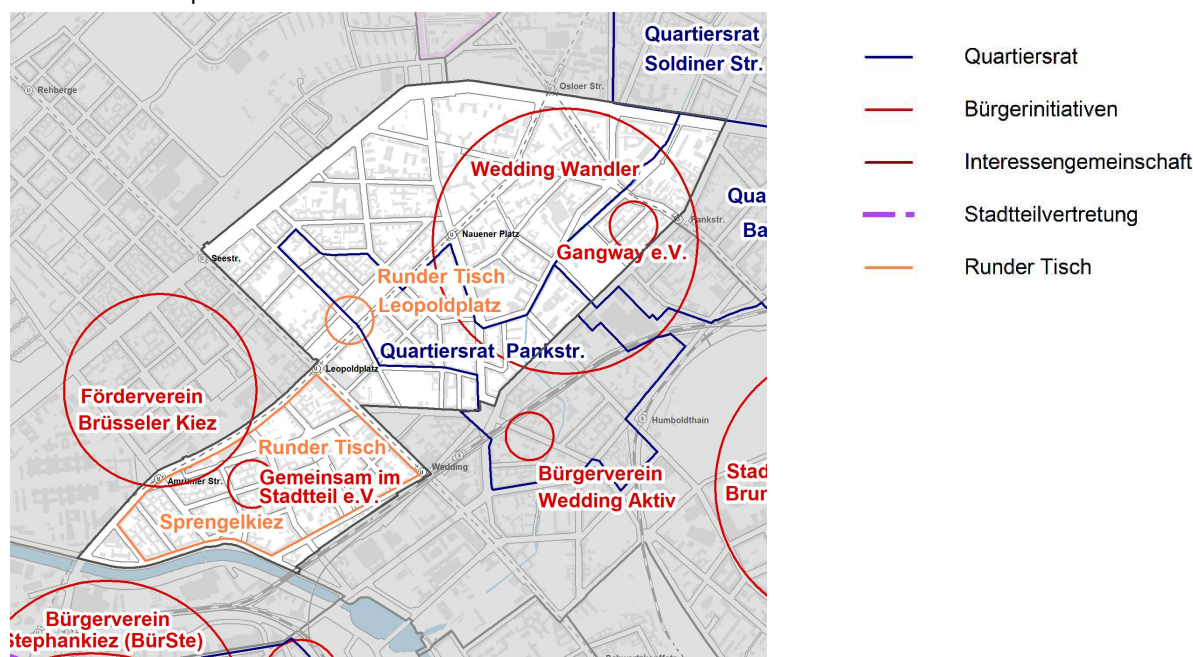 Quartiersrat
Soldiner Str.
Rehberge
Osloer Str.
Wedding Wandler
Qua
Ba
Pankstr.
Nauener Platz
Seestr.
Gangway e.V.
Runder Tisch
Leopoldplatz
Quartiersrat Pankstr.
Leopoldplatz
Förderverein
Brüsseler Kiez
Humboldthain
Runder Tisch
Wedding
Amrumer Str.
Gemeinsam im
Stadtteil e.V.
Bürgerverein
Wedding Aktiv
Stad
Brun
Sprengelkiez
Bürgerverein
Stephankiez (BürSte)
Quartiersrat
Bürgerinitiativen
Interessengemeinschaft
Stadtteilvertretung
Runder Tisch